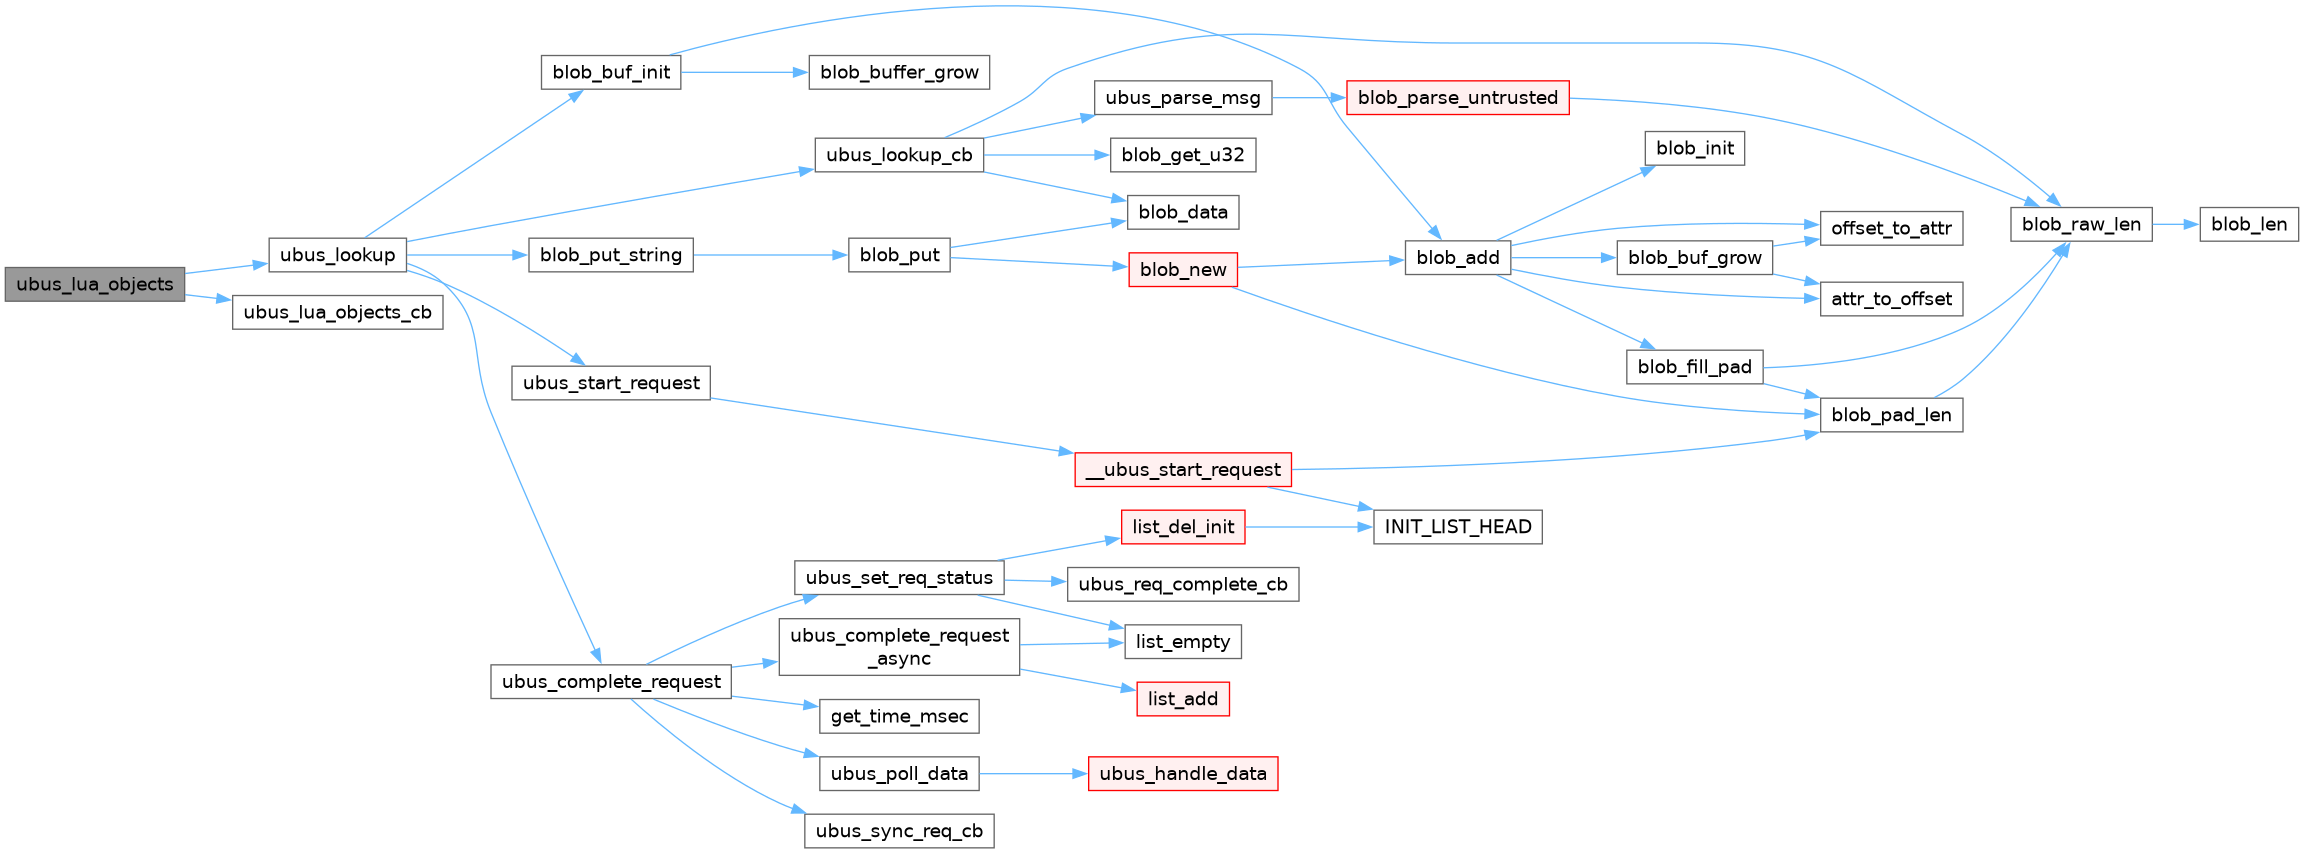 blob_buf_init
blob_buffer_grow
ubus_parse_msg
blob_parse_untrusted
ubus_lookup_cb
blob_get_u32
blob_init
blob_data
offset_to_attr
blob_raw_len
blob_len
ubus_lookup
blob_put_string
blob_put
blob_new
blob_add
blob_buf_grow
ubus_lua_objects
attr_to_offset
ubus_lua_objects_cb
blob_fill_pad
ubus_start_request
blob_pad_len
__ubus_start_request
list_del_init
INIT_LIST_HEAD
ubus_set_req_status
ubus_req_complete_cb
ubus_complete_request
_async
list_empty
ubus_complete_request
list_add
get_time_msec
ubus_poll_data
ubus_handle_data
ubus_sync_req_cb